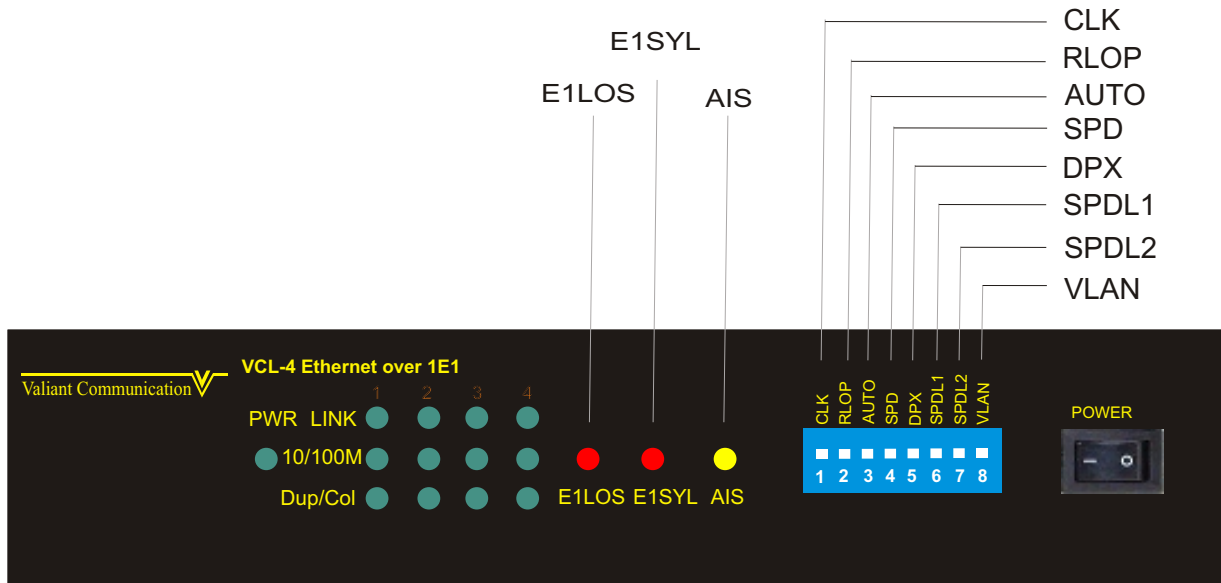 CLK
RLOP
AUTO
SPD
DPX
SPDL1
SPDL2
VLAN
E1SYL
E1LOS
AIS
Valiant Communication
VCL-4 Ethernet over 1E1
1 2 3 4
PWR LINK
10/100M
Dup/Col
E1LOS E1SYL AIS
CLK
RLOP
AUTO
SPD
DPX
SPDL1
SPDL2
VLAN
1 2 3 4 5 6 7 8
POWER